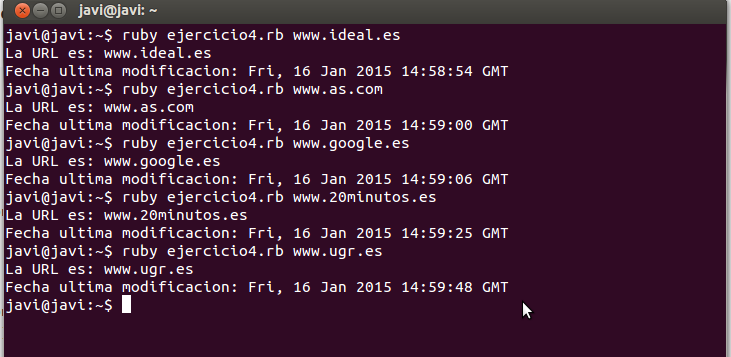 javi@javi: ~
javi@javi:~$ ruby ejercicio4.rb www.ideal.es
La URL es: www.ideal.es
Fecha ultima modificacion: Fri, 16 Jan 2015 14:58:54 GMT
javi@javi:~$ ruby ejercicio4.rb www.as.com
La URL es: www.as.com
Fecha ultima modificacion: Fri, 16 Jan 2015 14:59:00 GMT
javi@javi:~$ ruby ejercicio4.rb www.google.es
La URL es: www.google.es
Fecha ultima modificacion: Fri, 16 Jan 2015 14:59:06 GMT
javi@javi:~$ ruby ejercicio4.rb www.20minutos.es
La URL es: www.20minutos.es
Fecha ultima modificacion: Fri, 16 Jan 2015 14:59:25 GMT
javi@javi:~$ ruby ejercicio4.rb www.ugr.es
La URL es: www.ugr.es
Fecha ultima modificacion: Fri, 16 Jan 2015 14:59:48 GMT
javi@javi:~$